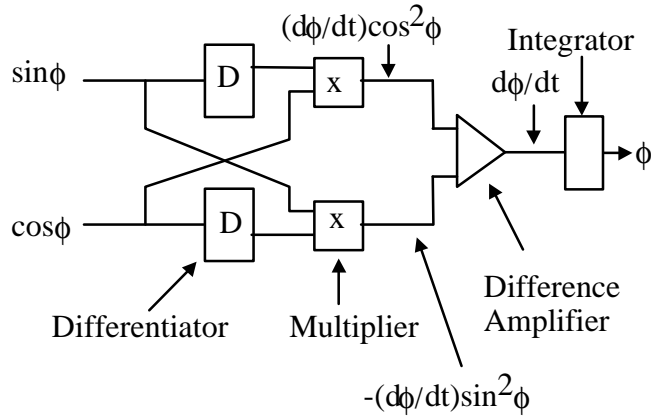 (dϕ/dt)cos²ϕ
Integrator
sinϕ
D
x
dϕ/dt
ϕ
cosϕ
D
x
Differentiator
Multiplier
Difference
Amplifier
-(dϕ/dt)sin²ϕ